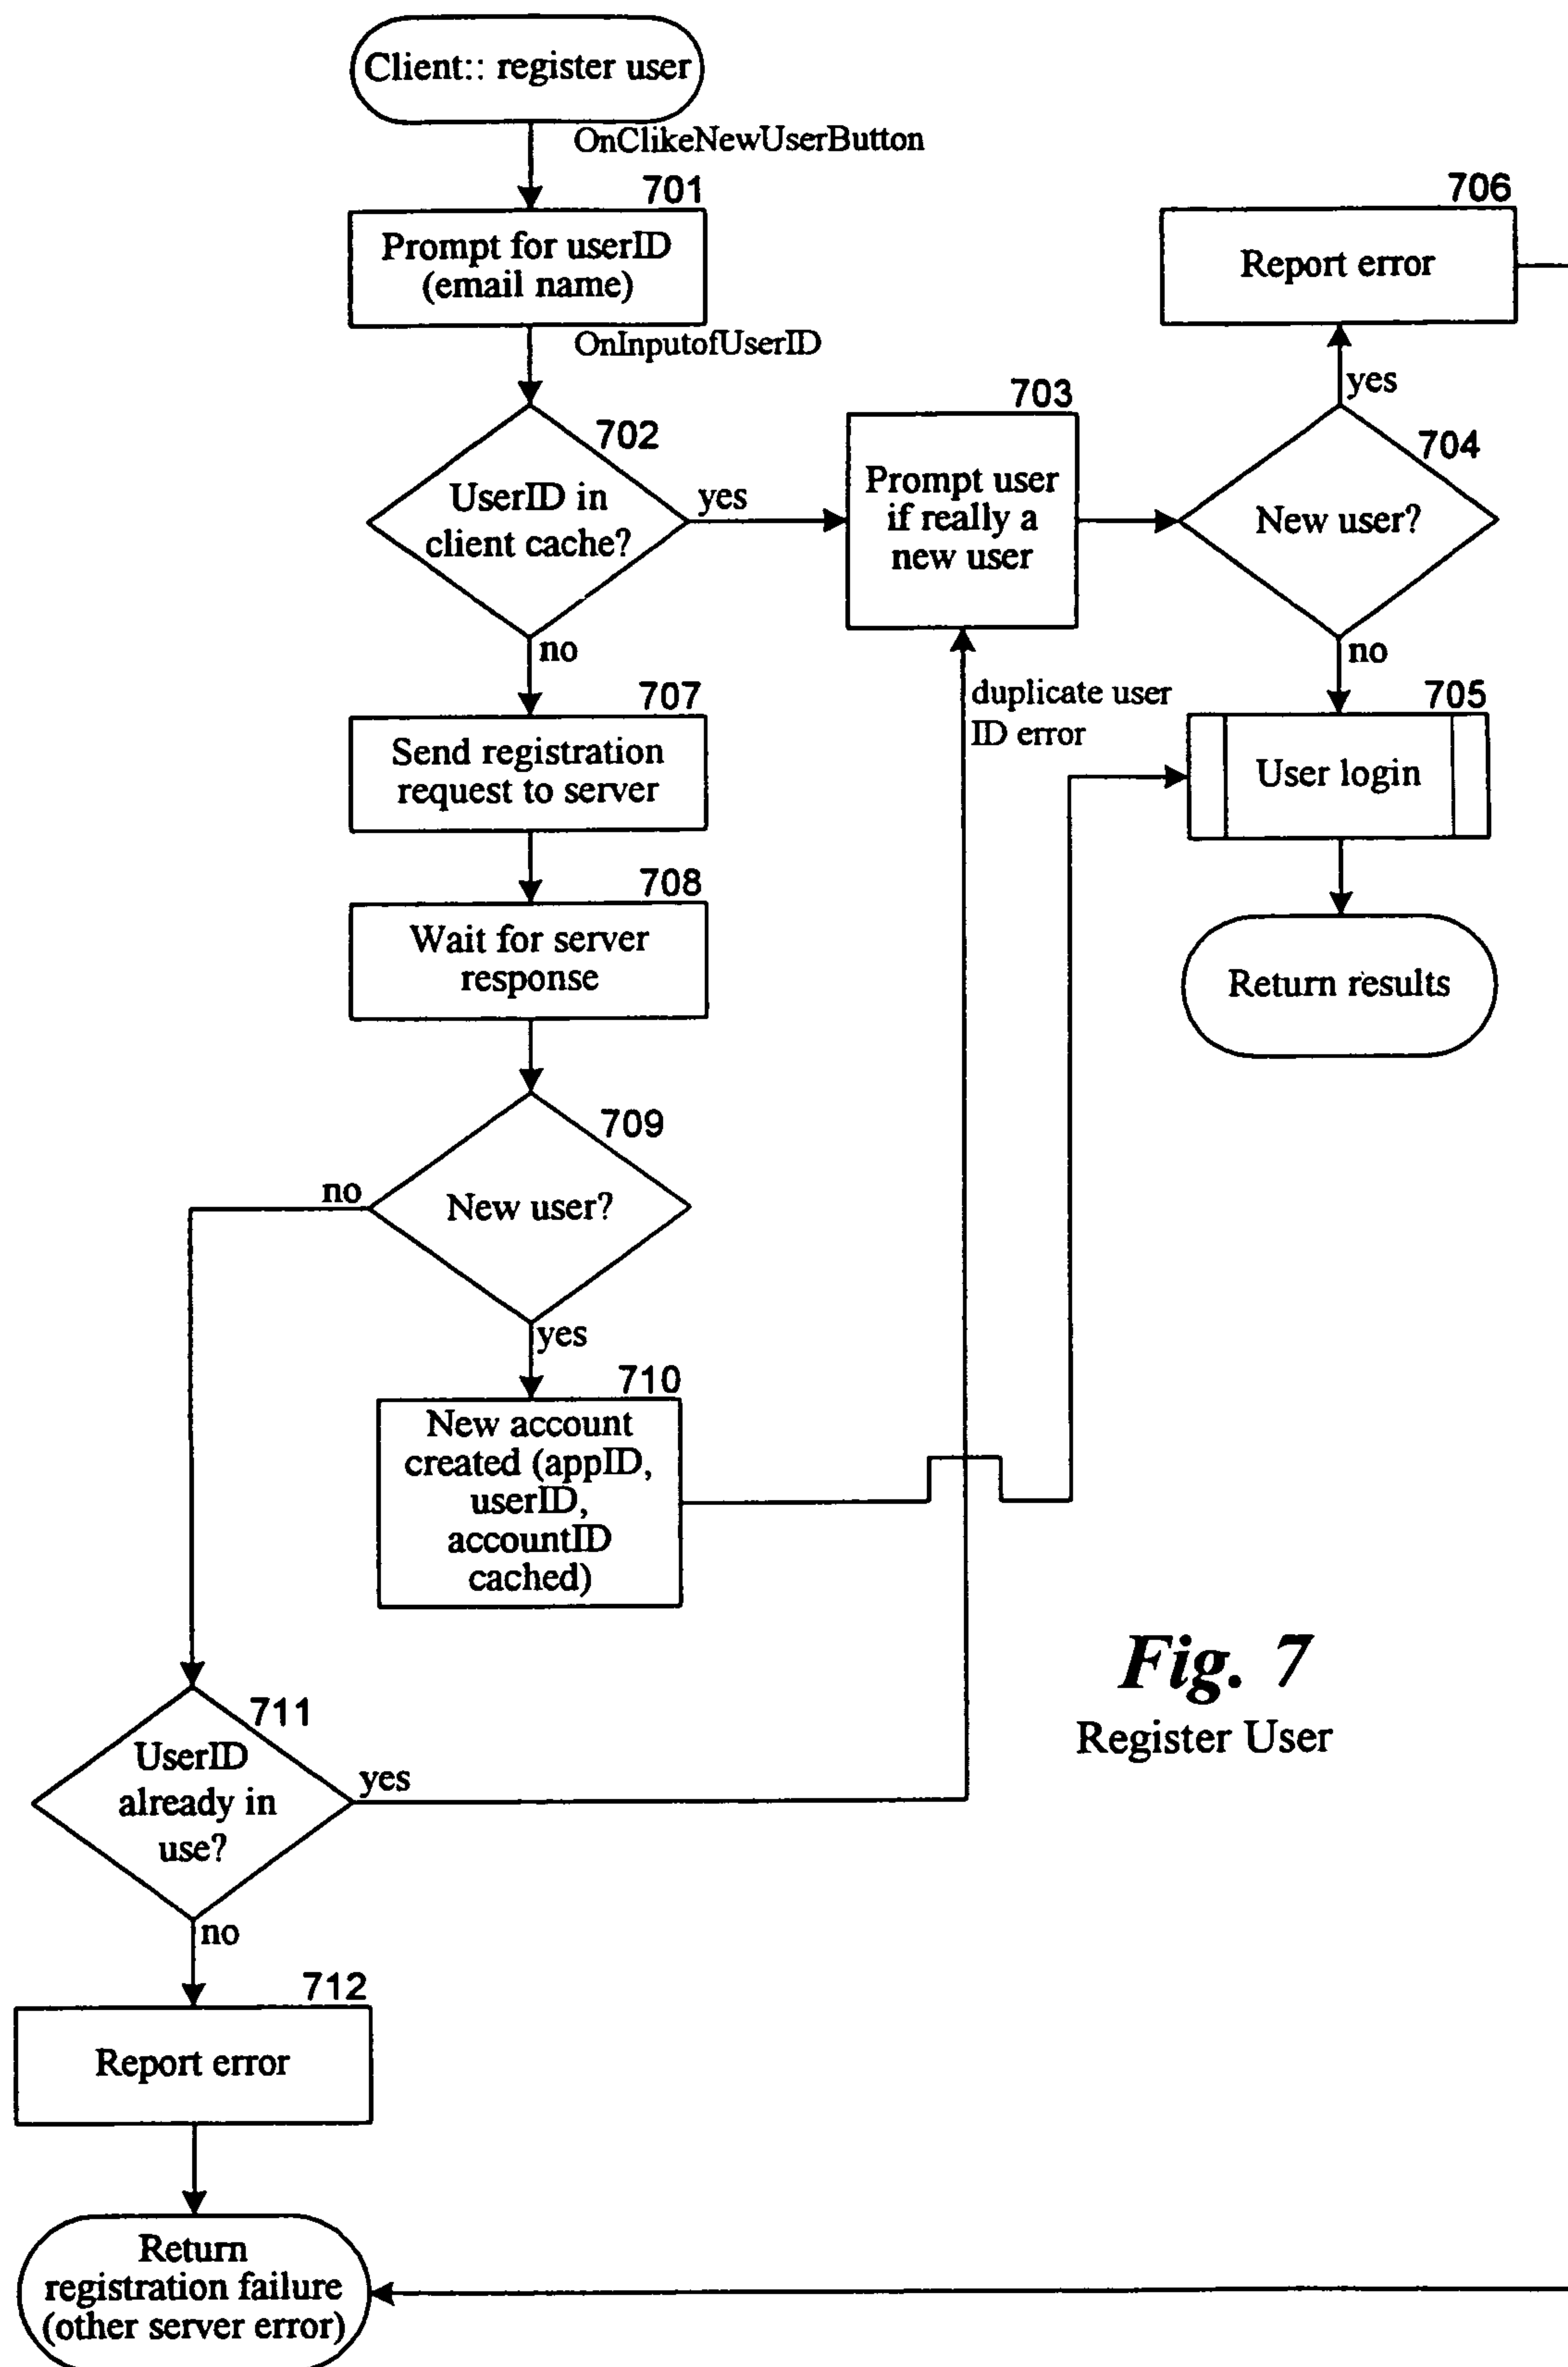 Client:: register user
OnClikeNewUserButton
701
Prompt for userID
(email name)
OnInputofUserID
702
UserID in
client cache?
yes
no
703
Prompt user
if really a
new user
704
New user?
yes
706
Report error
no
705
User login
Return results
duplicate user
ID error
707
Send registration
request to server
708
Wait for server
response
709
New user?
no
yes
710
New account
created (appID,
userID,
accountID
cached)
711
UserID
already in
use?
yes
no
712
Report error
Return
registration failure
(other server error)
Fig. 7
Register User